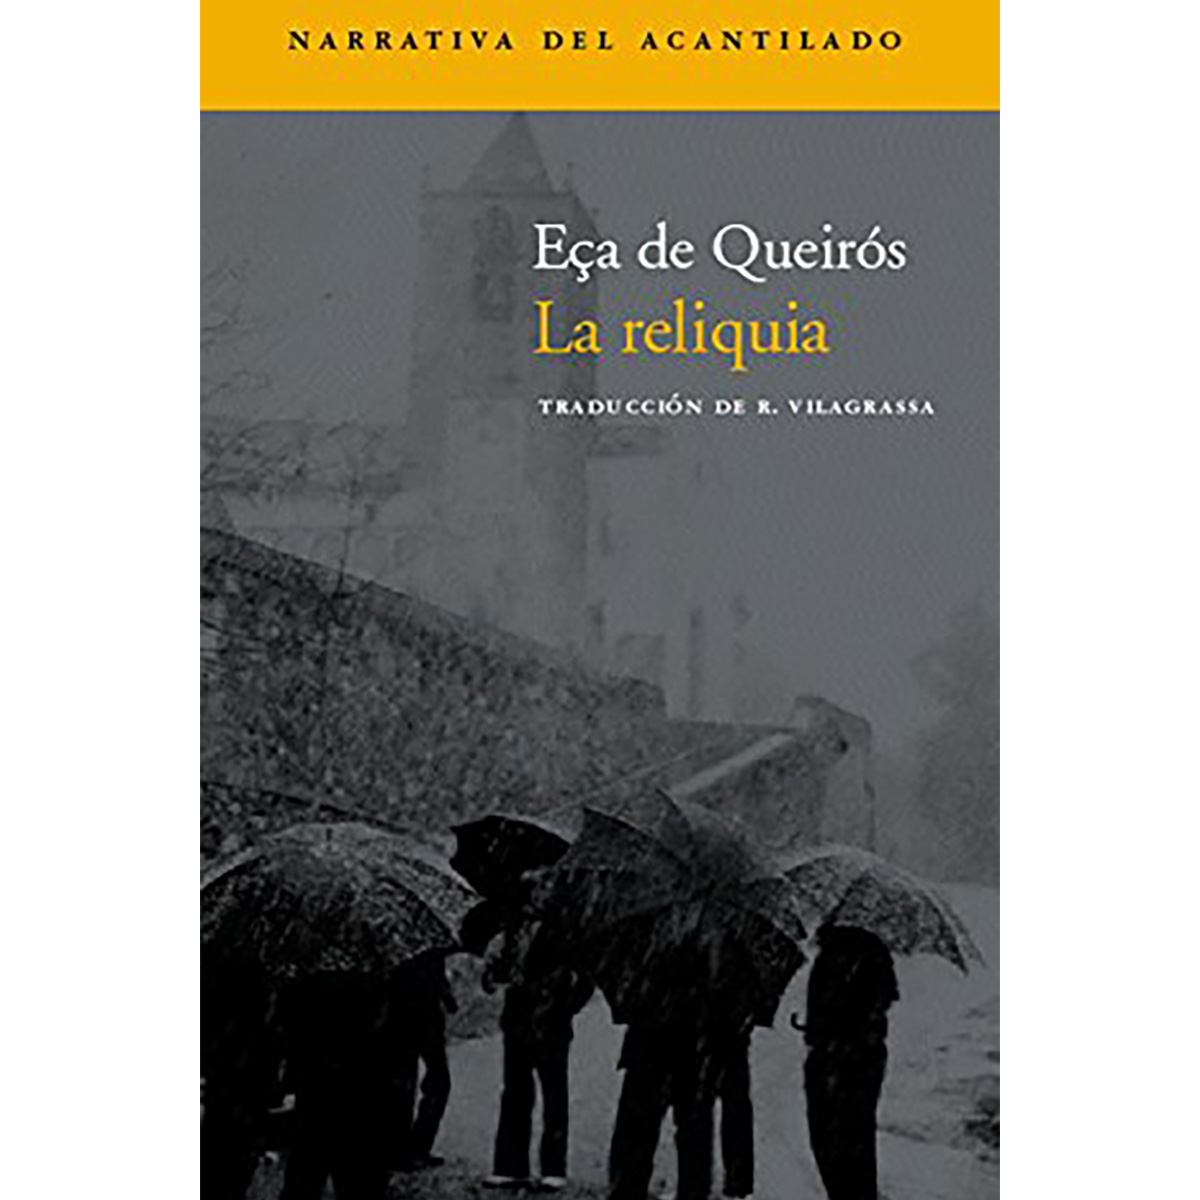 NARRATIVA DEL ACANTILADO
Eça de Queirós
La reliquia
TRADUCCIÓN DE R. VILAGRASSA